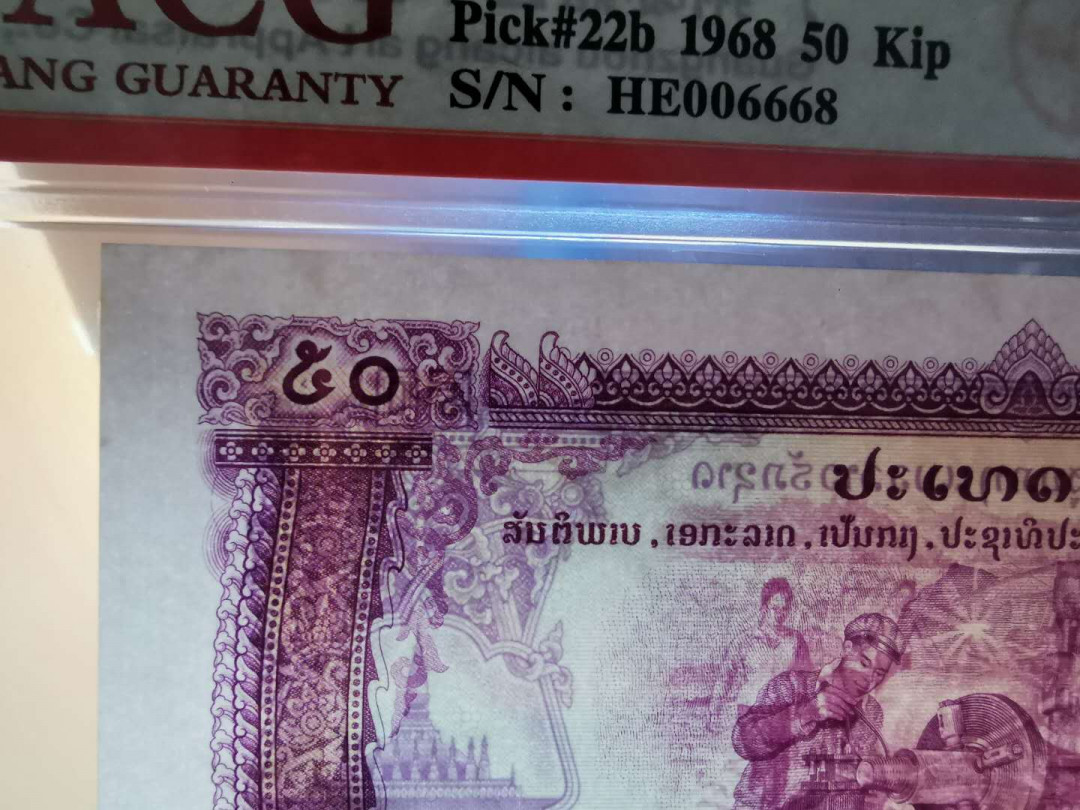 ACG
ANG GUARANTY
Pick#22b 1968 50 Kip
S/N : HE006668
໕໐
ປະເທດ
ສັນຕິພາບ, ເອກະລາດ, ເປັນກາງ, ປະຊາທິປະ